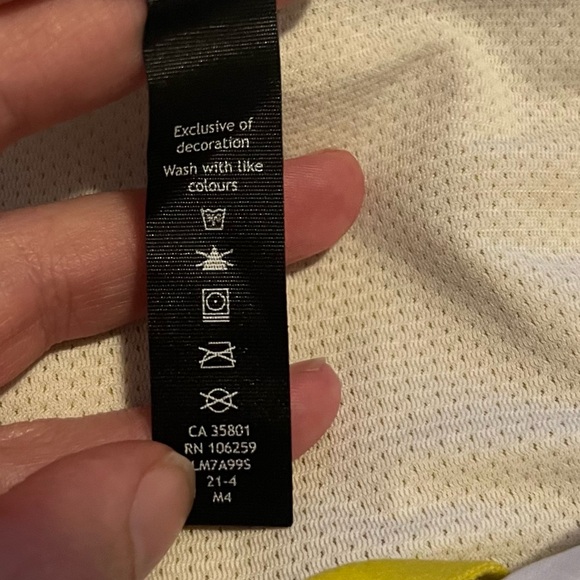 Exclusive of
decoration
Wash with like
colours
CA 35801
RN 106259
LM7A99S
21-4
M4